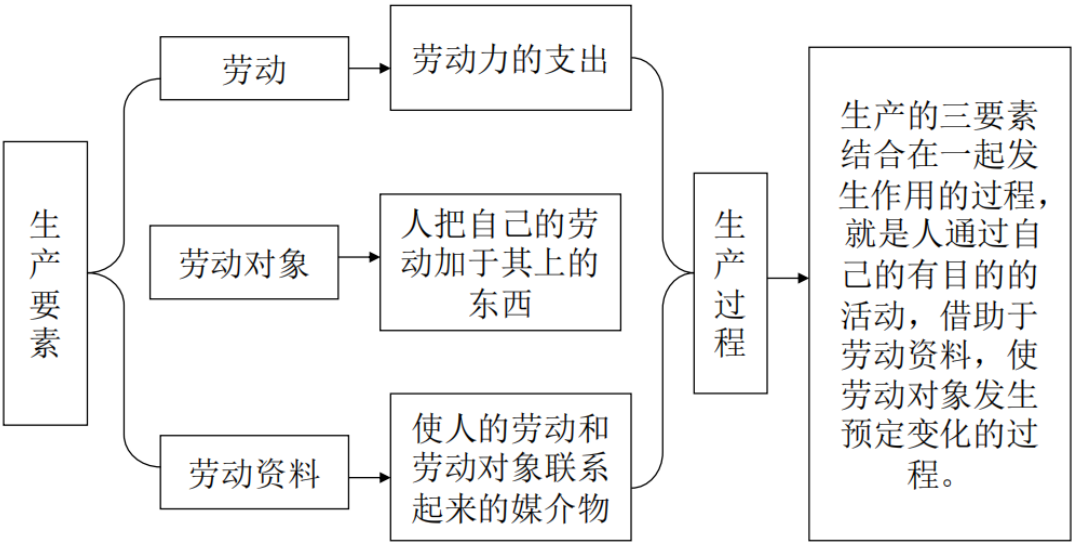 生产要素
劳动
劳动力的支出
劳动对象
人把自己的劳
动加于其上的
东西
劳动资料
使人的劳动和
劳动对象联系
起来的媒介物
生产过程
生产的三要素
结合在一起发
生作用的过程，
就是人通过自
己的有目的的
活动，借助于
劳动资料，使
劳动对象发生
预定变化的过
程。